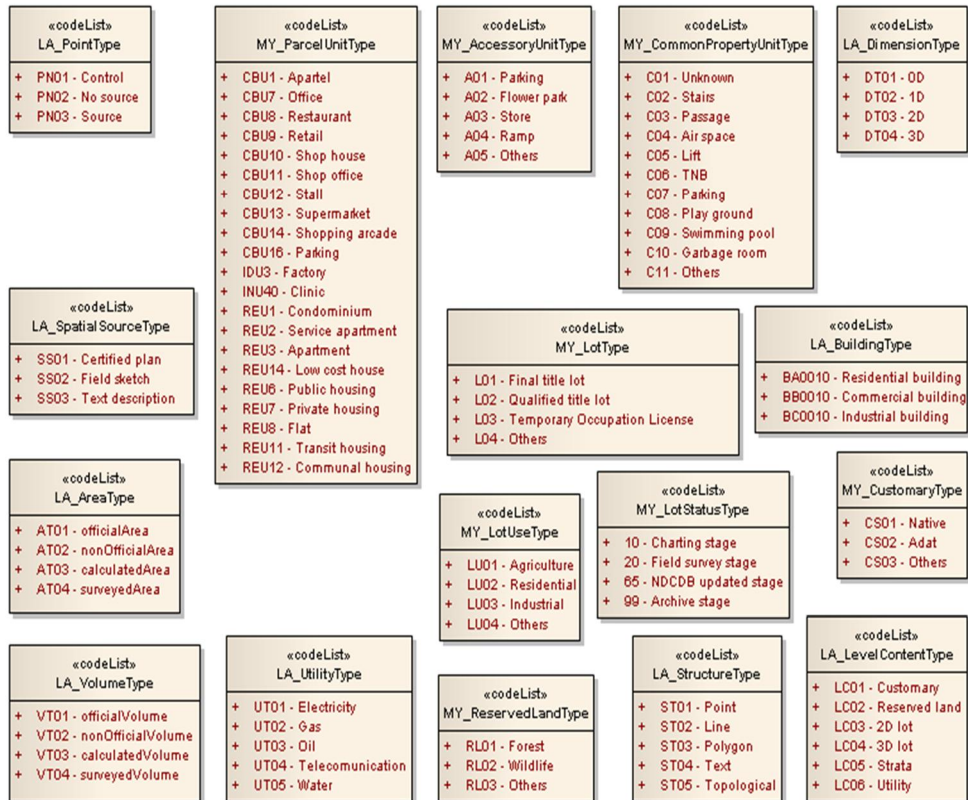 «codeList»
LA_PointType
+ PN01 - Control
+ PN02 - No source
+ PN03 - Source
«codeList»
MY_ParcelUnitType
+ CBU1 - Apartel
+ CBU7 - Office
+ CBU8 - Restaurant
+ CBU9 - Retail
+ CBU10 - Shop house
+ CBU11 - Shop office
+ CBU12 - Stall
+ CBU13 - Supermarket
+ CBU14 - Shopping arcade
+ CBU16 - Parking
+ IDU3 - Factory
+ INU40 - Clinic
+ REU1 - Condominium
+ REU2 - Service apartment
+ REU3 - Apartment
+ REU14 - Low cost house
+ REU6 - Public housing
+ REU7 - Private housing
+ REU8 - Flat
+ REU11 - Transit housing
+ REU12 - Communal housing
«codeList»
MY_AccessoryUnitType
+ A01 - Parking
+ A02 - Flower park
+ A03 - Store
+ A04 - Ramp
+ A05 - Others
«codeList»
MY_CommonPropertyUnitType
+ C01 - Unknown
+ C02 - Stairs
+ C03 - Passage
+ C04 - Air space
+ C05 - Lift
+ C06 - TNB
+ C07 - Parking
+ C08 - Play ground
+ C09 - Swimming pool
+ C10 - Garbage room
+ C11 - Others
«codeList»
LA_DimensionType
+ DT01 - 0D
+ DT02 - 1D
+ DT03 - 2D
+ DT04 - 3D
«codeList»
LA_SpatialSourceType
+ SS01 - Certified plan
+ SS02 - Field sketch
+ SS03 - Text description
«codeList»
MY_LotType
+ L01 - Final title lot
+ L02 - Qualified title lot
+ L03 - Temporary Occupation License
+ L04 - Others
«codeList»
LA_BuildingType
+ BA0010 - Residential building
+ BB0010 - Commercial building
+ BC0010 - Industrial building
«codeList»
LA_AreaType
+ AT01 - officialArea
+ AT02 - nonOfficialArea
+ AT03 - calculatedArea
+ AT04 - surveyedArea
«codeList»
MY_LotUseType
+ LU01 - Agriculture
+ LU02 - Residential
+ LU03 - Industrial
+ LU04 - Others
«codeList»
MY_LotStatusType
+ 10 - Charting stage
+ 20 - Field survey stage
+ 65 - NDCDB updated stage
+ 99 - Archive stage
«codeList»
MY_CustomaryType
+ CS01 - Native
+ CS02 - Adat
+ CS03 - Others
«codeList»
LA_VolumeType
+ VT01 - officialVolume
+ VT02 - nonOfficialVolume
+ VT03 - calculatedVolume
+ VT04 - surveyedVolume
«codeList»
LA_UtilityType
+ UT01 - Electricity
+ UT02 - Gas
+ UT03 - Oil
+ UT04 - Telecomunication
+ UT05 - Water
«codeList»
MY_ReservedLandType
+ RL01 - Forest
+ RL02 - Wildlife
+ RL03 - Others
«codeList»
LA_StructureType
+ ST01 - Point
+ ST02 - Line
+ ST03 - Polygon
+ ST04 - Text
+ ST05 - Topological
«codeList»
LA_LevelContentType
+ LC01 - Customary
+ LC02 - Reserved land
+ LC03 - 2D lot
+ LC04 - 3D lot
+ LC05 - Strata
+ LC06 - Utility